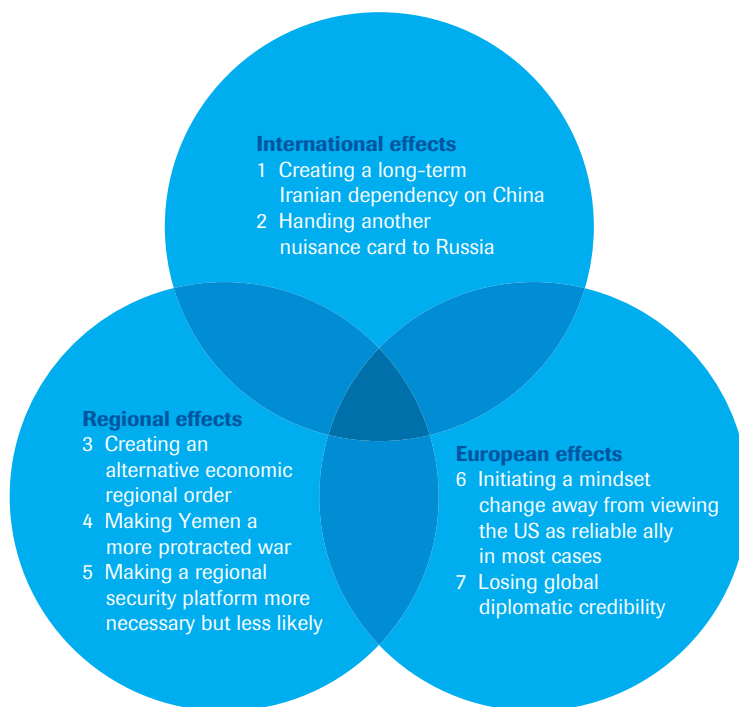 International effects
1 Creating a long-term
Iranian dependency on China
2 Handing another
nuisance card to Russia
Regional effects
3 Creating an
alternative economic
regional order
4 Making Yemen a
more protracted war
5 Making a regional
security platform more
necessary but less likely
European effects
6 Initiating a mindset
change away from viewing
the US as reliable ally
in most cases
7 Losing global
diplomatic credibility